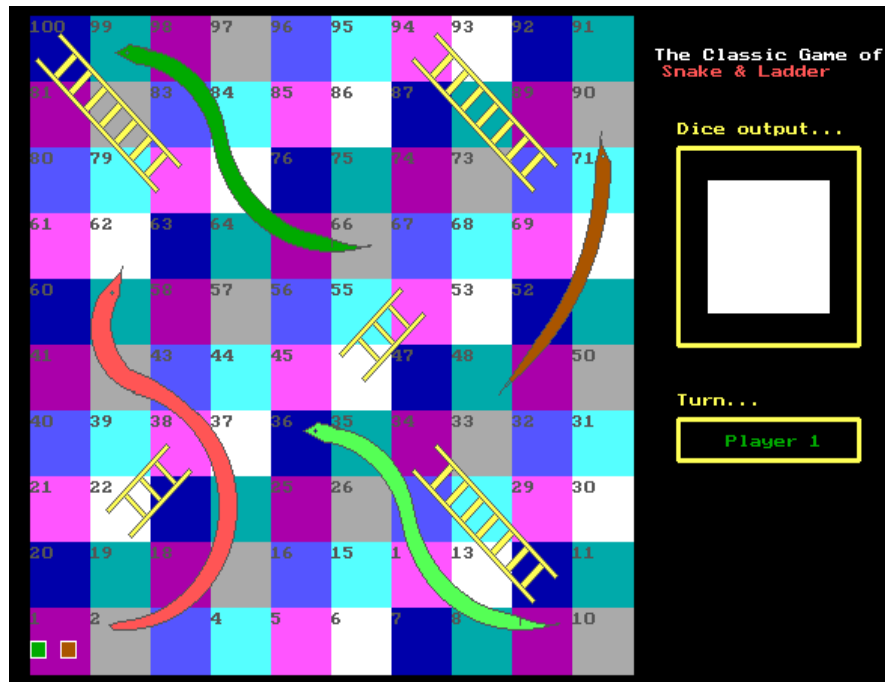 100 99 98 97 96 95 94 93 92 91
The Classic Game of
Snake & Ladder
81 83 84 85 86 87 89 90
Dice output...
80 79 76 75 74 73 71
61 62 63 64 66 67 68 69
60 58 57 56 55 53 52
41 43 44 45 47 48 50
Turn...
40 39 38 37 36 35 34 33 32 31
Player 1
21 22 25 26 29 30
20 19 18 16 15 1 13 11
1 2 4 5 6 7 8 10